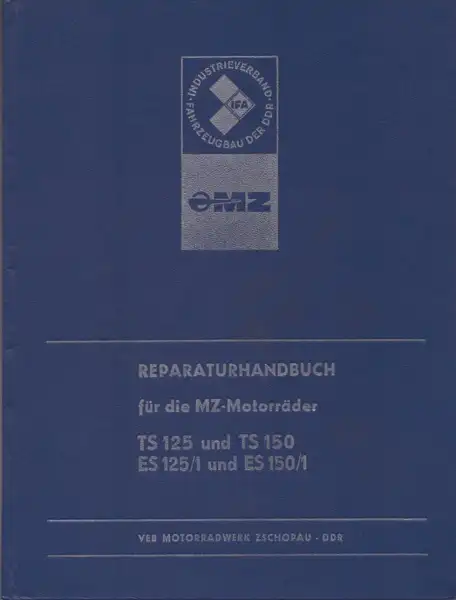 INDUSTRIEVERBAND
FAHRZEUGBAU DER DDR
IFA
MZ
REPARATURHANDBUCH
für die MZ-Motorräder
TS 125 und TS 150
ES 125/1 und ES 150/1
VEB MOTORRADWERK ZSCHOPAU - DDR